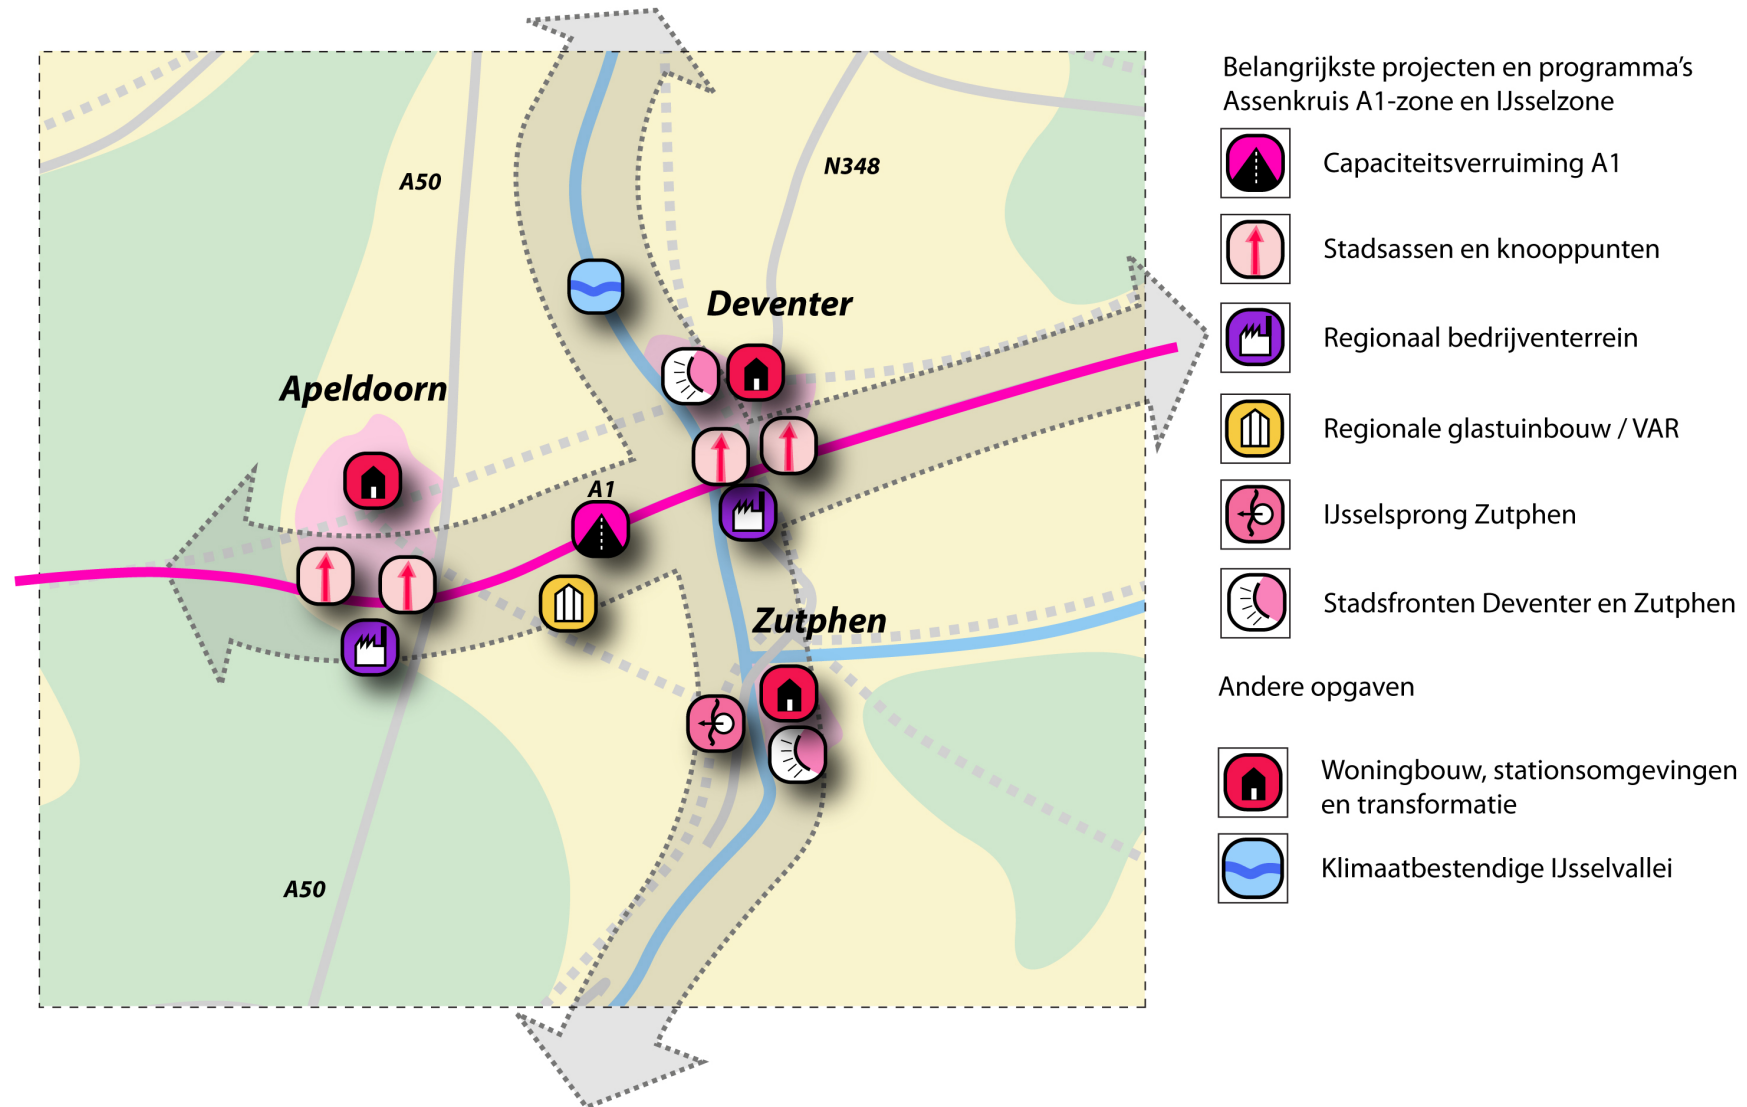 A50
N348
Deventer
Apeldoorn
A1
Zutphen
A50
Belangrijkste projecten en programma’s
Assenkruis A1-zone en IJsselzone
Capaciteitsverruiming A1
Stadsassen en knooppunten
Regionaal bedrijventerrein
Regionale glastuinbouw / VAR
IJsselsprong Zutphen
Stadsfronten Deventer en Zutphen
Andere opgaven
Woningbouw, stationsomgevingen
en transformatie
Klimaatbestendige IJsselvallei